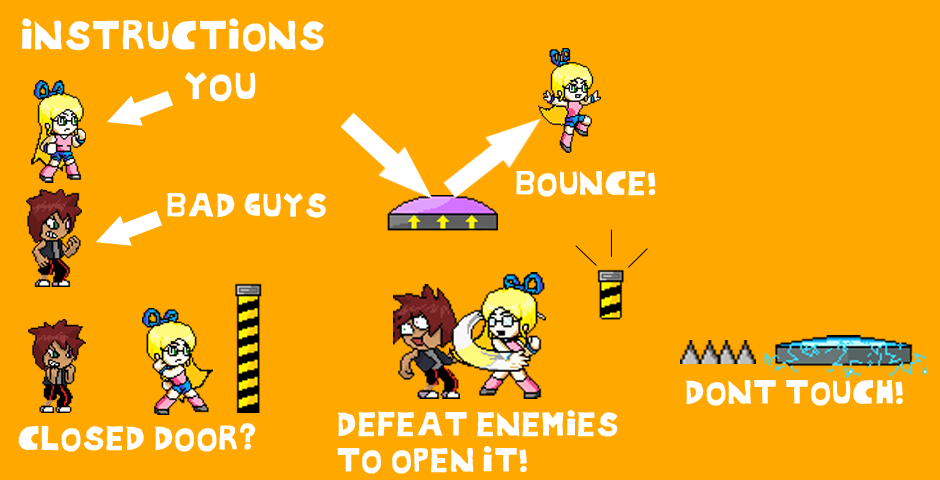 iNSTRUCTiONS
YOU
BOUNCE!
BAD GUYS
CLOSED DOOR?
DEFEAT ENEMiES
TO OPEN iT!
DONT TOUCH!